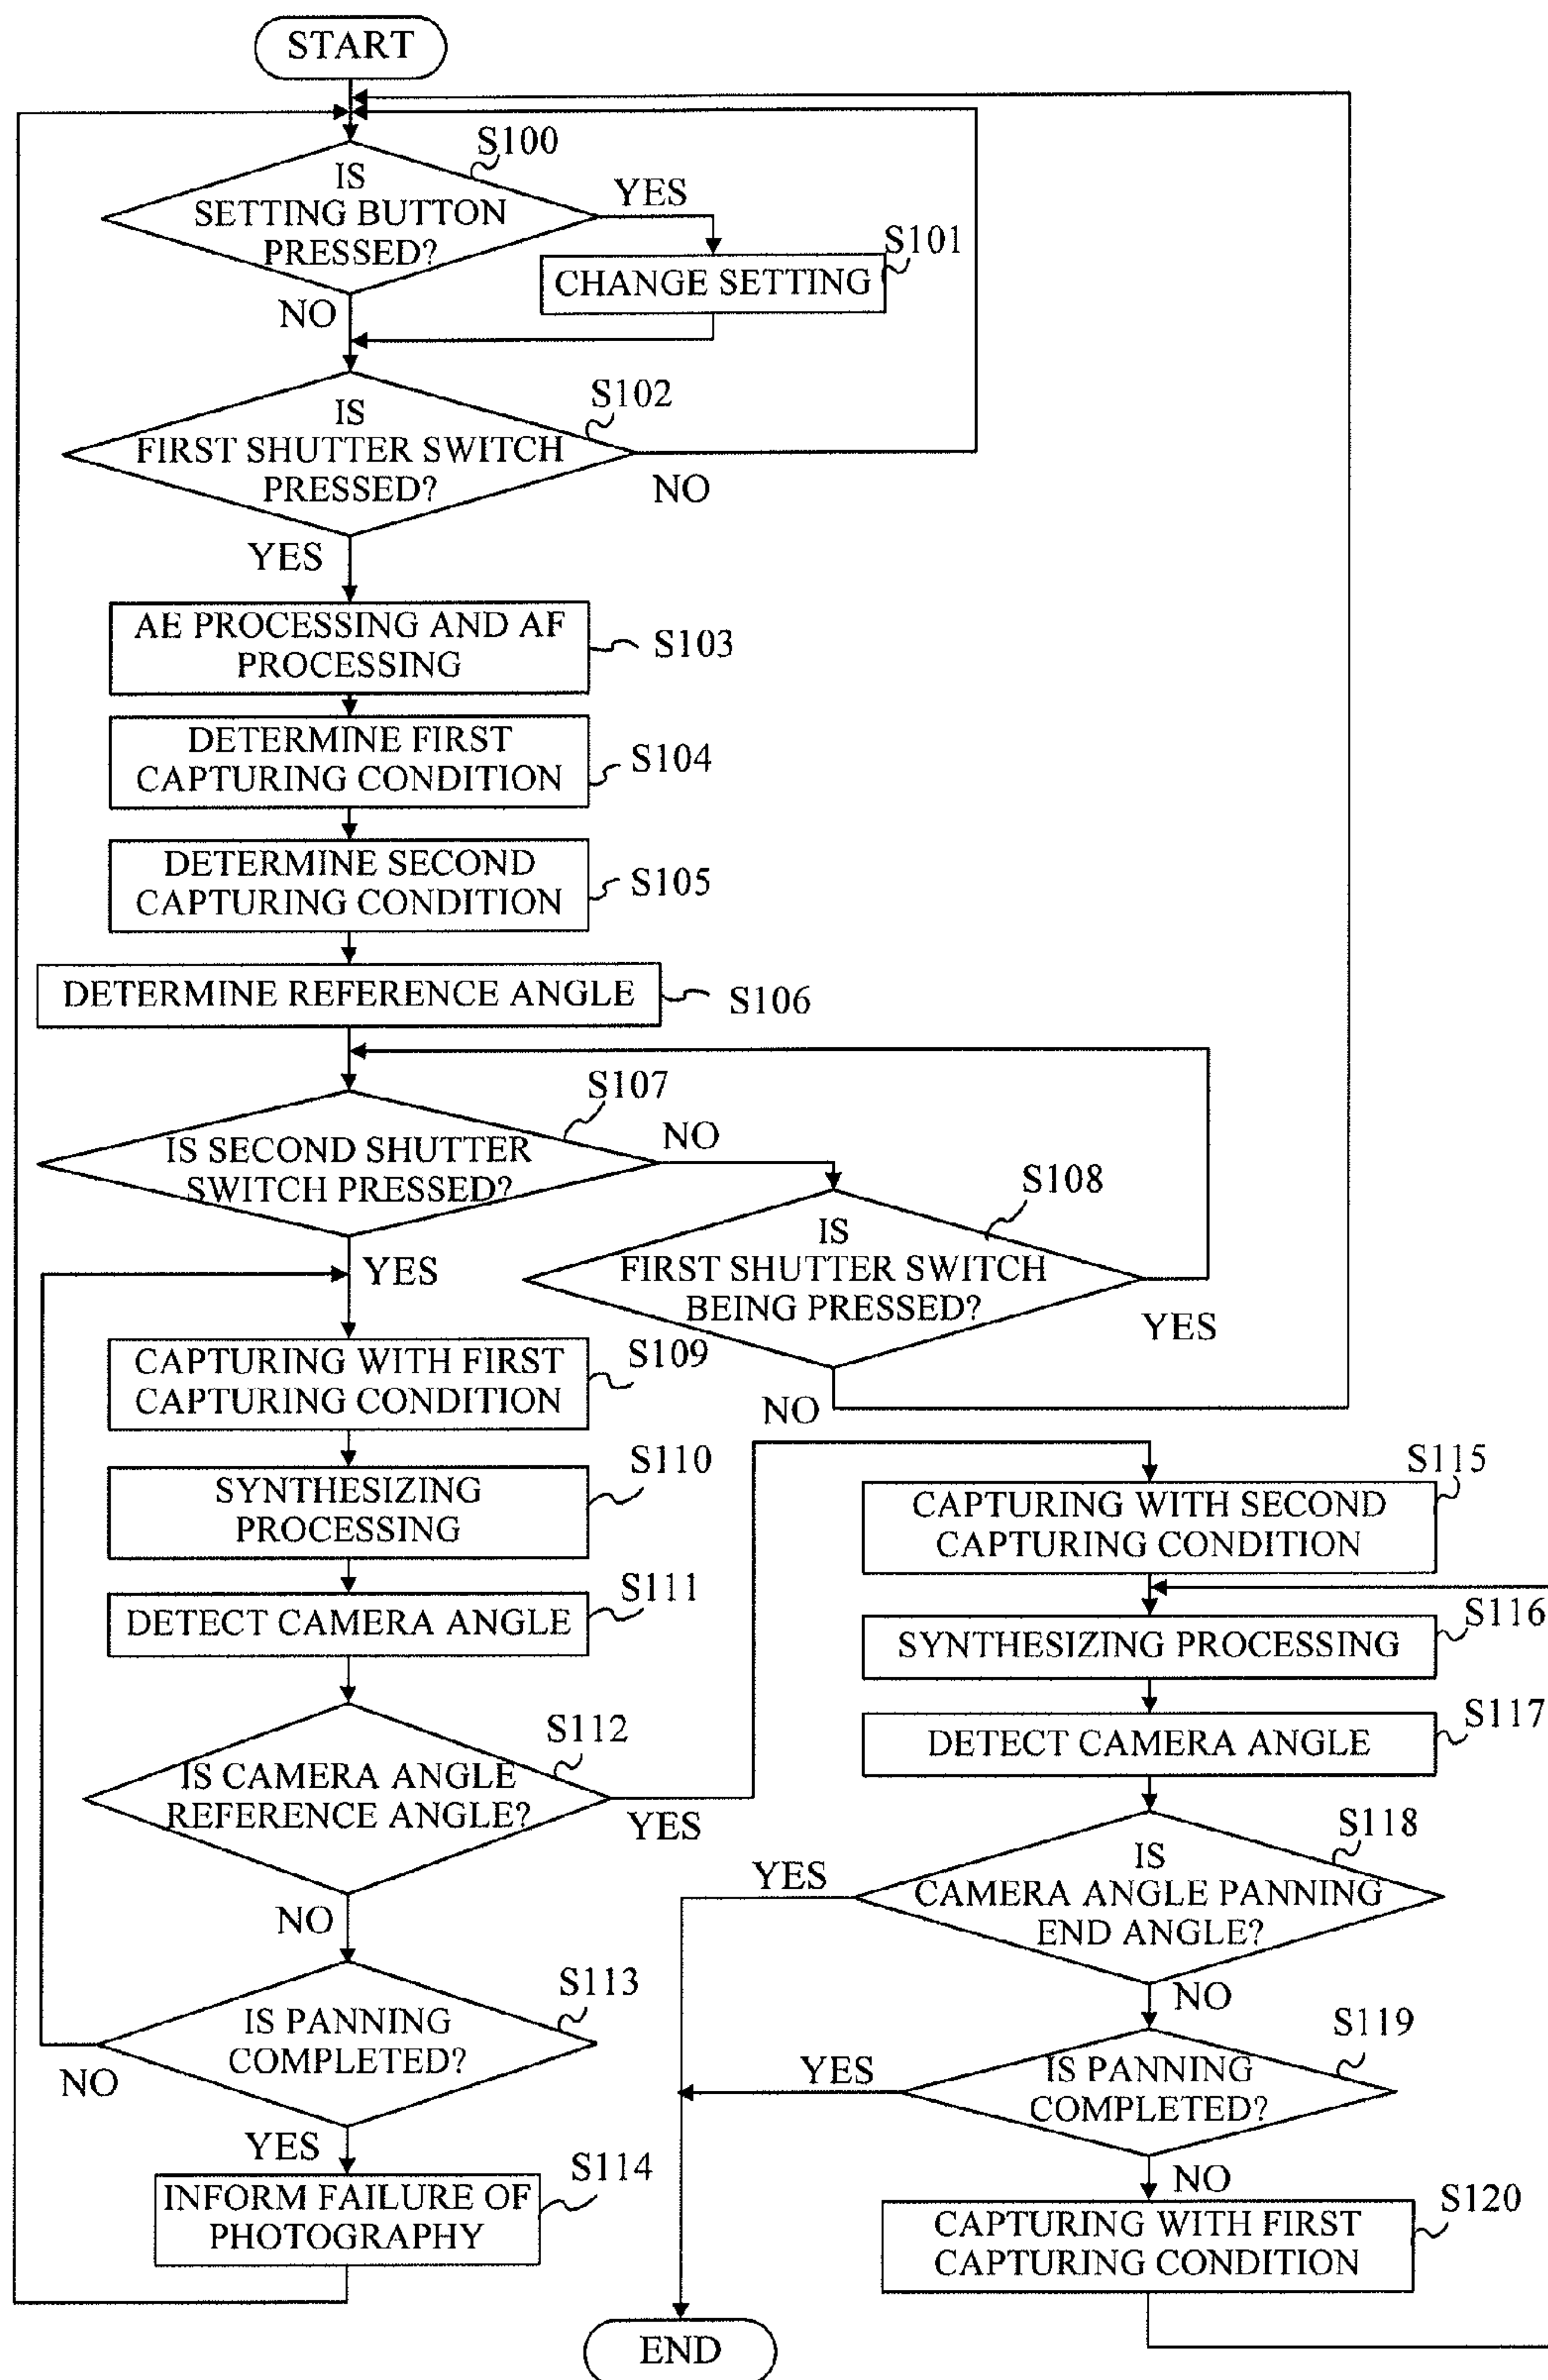 START
S100
IS
SETTING BUTTON
PRESSED?
YES
S101
CHANGE SETTING
NO
S102
IS
FIRST SHUTTER SWITCH
PRESSED?
NO
YES
AE PROCESSING AND AF
PROCESSING
S103
DETERMINE FIRST
CAPTURING CONDITION
S104
DETERMINE SECOND
CAPTURING CONDITION
S105
DETERMINE REFERENCE ANGLE
S106
S107
IS SECOND SHUTTER
SWITCH PRESSED?
NO
S108
IS
FIRST SHUTTER SWITCH
BEING PRESSED?
YES
NO
YES
CAPTURING WITH FIRST
CAPTURING CONDITION
S109
SYNTHESIZING
PROCESSING
S110
DETECT CAMERA ANGLE
S111
S112
IS CAMERA ANGLE
REFERENCE ANGLE?
YES
NO
S113
IS PANNING
COMPLETED?
NO
YES
INFORM FAILURE OF
PHOTOGRAPHY
S114
S115
CAPTURING WITH SECOND
CAPTURING CONDITION
S116
SYNTHESIZING PROCESSING
S117
DETECT CAMERA ANGLE
S118
IS
CAMERA ANGLE PANNING
END ANGLE?
YES
NO
S119
IS PANNING
COMPLETED?
YES
NO
S120
CAPTURING WITH FIRST
CAPTURING CONDITION
END